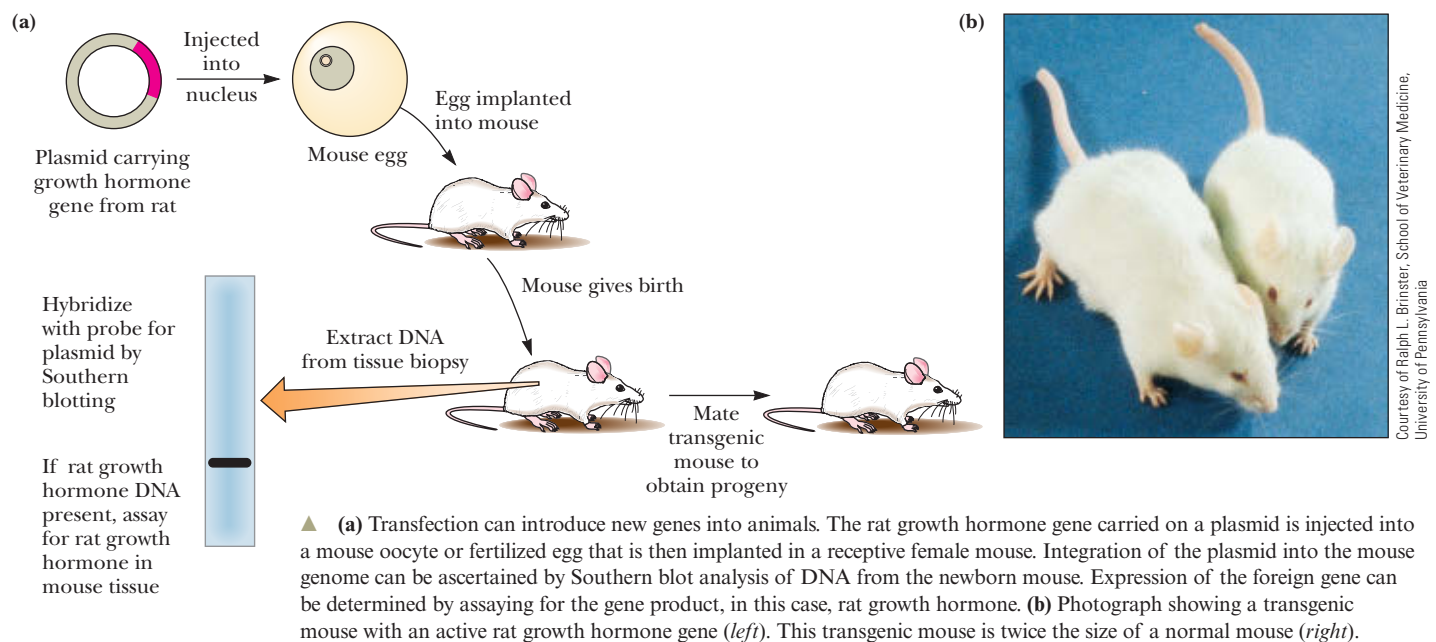 (a)
Injected
into
nucleus
Plasmid carrying
growth hormone
gene from rat
Mouse egg
Egg implanted
into mouse
Mouse gives birth
Extract DNA
from tissue biopsy
Hybridize
with probe for
plasmid by
Southern
blotting
If rat growth
hormone DNA
present, assay
for rat growth
hormone in
mouse tissue
Mate
transgenic
mouse to
obtain progeny
(b)
Courtesy of Ralph L. Brinster, School of Veterinary Medicine,
University of Pennsylvania
(a) Transfection can introduce new genes into animals. The rat growth hormone gene carried on a plasmid is injected into
a mouse oocyte or fertilized egg that is then implanted in a receptive female mouse. Integration of the plasmid into the mouse
genome can be ascertained by Southern blot analysis of DNA from the newborn mouse. Expression of the foreign gene can
be determined by assaying for the gene product, in this case, rat growth hormone. (b) Photograph showing a transgenic
mouse with an active rat growth hormone gene (left). This transgenic mouse is twice the size of a normal mouse (right).